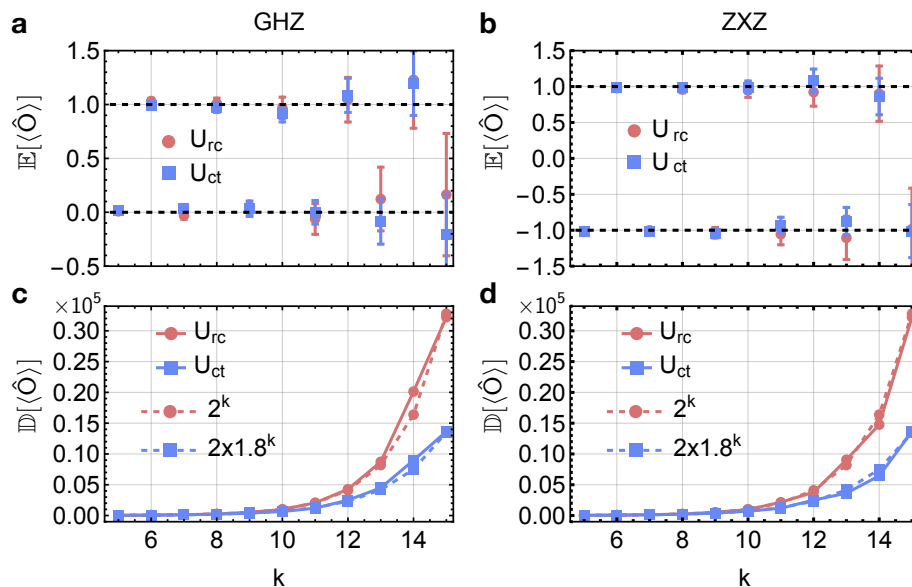 GHZ
ZXZ
a
1.5
1.0
0.5
0.0
−0.5
𝔼[⟨Ô⟩]
U_rc
U_ct
b
1.5
1.0
0.5
0.0
−0.5
−1.0
−1.5
𝔼[⟨Ô⟩]
U_rc
U_ct
c
×10^5
0.30
0.25
0.20
0.15
0.10
0.05
0.00
𝔻[⟨Ô⟩]
U_rc
U_ct
2^k
2x1.8^k
6 8 10 12 14
k
d
×10^5
0.30
0.25
0.20
0.15
0.10
0.05
0.00
𝔻[⟨Ô⟩]
U_rc
U_ct
2^k
2x1.8^k
6 8 10 12 14
k